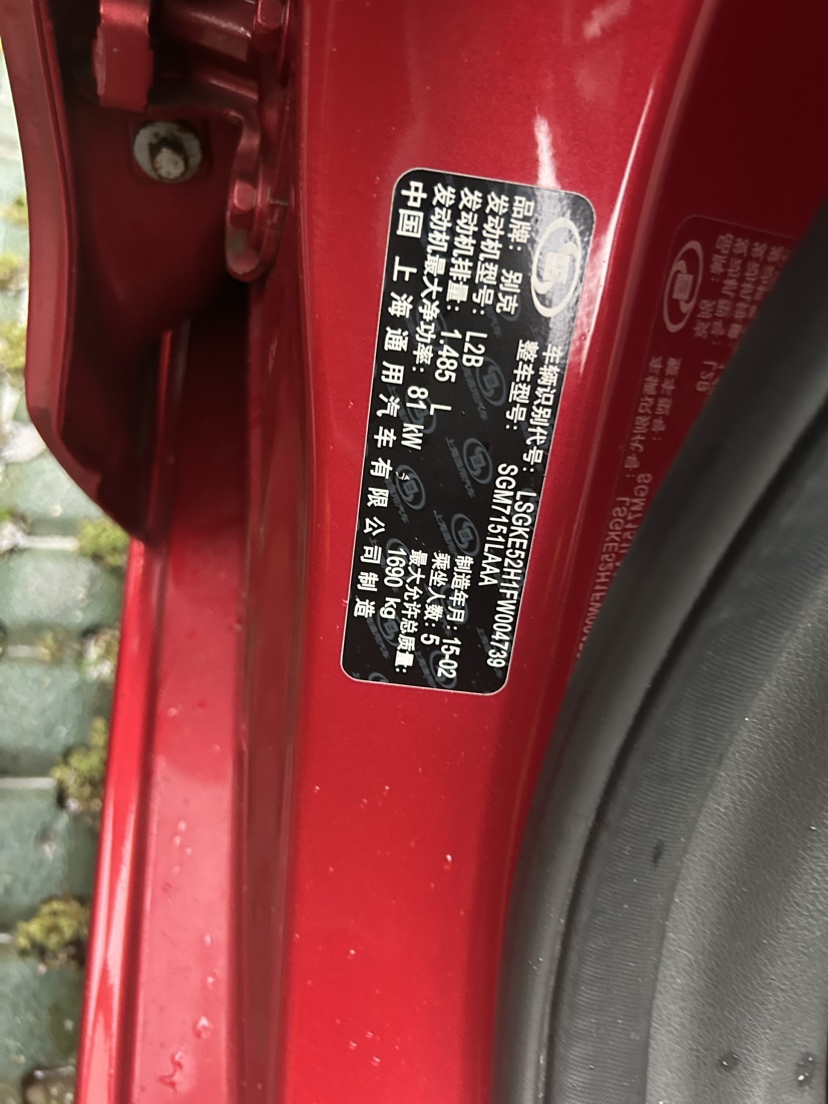 车辆识别代号: LSGKE52H1FW004739
品牌: 别克 整车型号: SGM7151LAAA
发动机型号: L2B 制造年月: 15-02
发动机排量: 1.485 L 乘坐人数: 5
发动机最大净功率: 81 kW 最大允许总质量: 1690 kg
中国 上海通用汽车有限公司制造